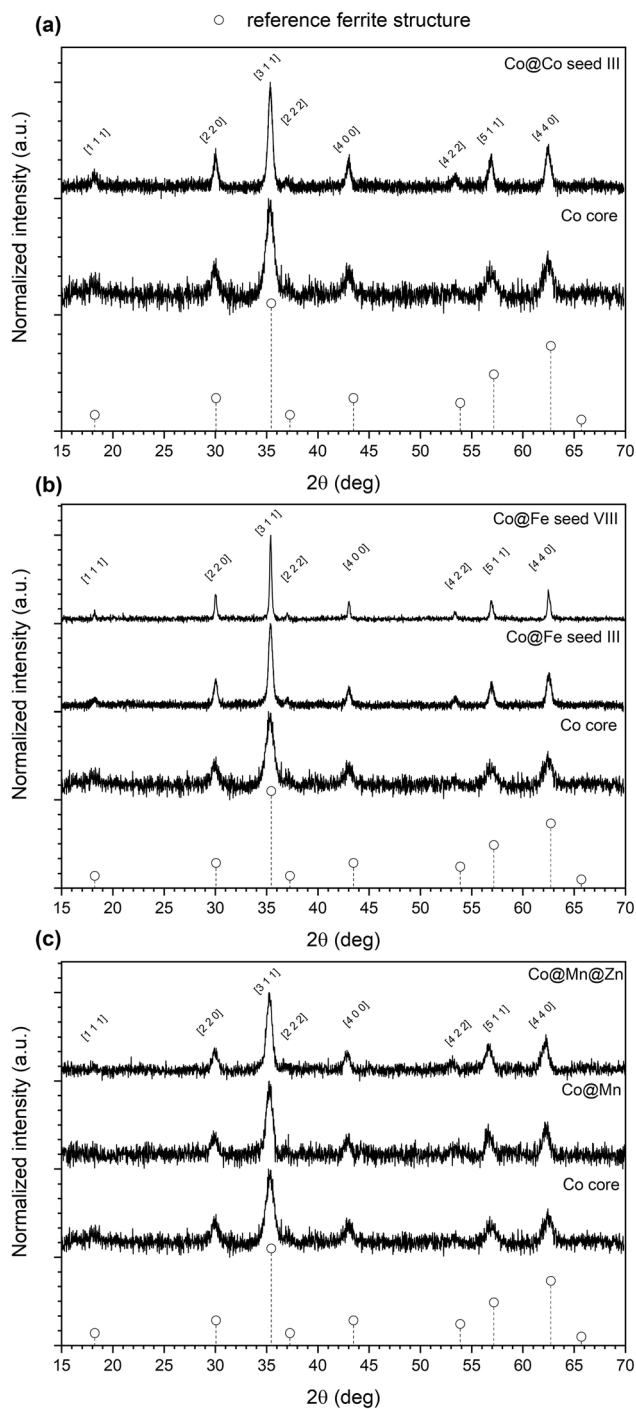 ○ reference ferrite structure
(a)
Co@Co seed III
[1 1 1]
[2 2 0]
[3 1 1]
[2 2 2]
[4 0 0]
[4 2 2]
[5 1 1]
[4 4 0]
Co core
Normalized intensity (a.u.)
15 20 25 30 35 40 45 50 55 60 65 70
2θ (deg)
(b)
Co@Fe seed VIII
[1 1 1]
[2 2 0]
[3 1 1]
[2 2 2]
[4 0 0]
[4 2 2]
[5 1 1]
[4 4 0]
Co@Fe seed III
Co core
Normalized intensity (a.u.)
15 20 25 30 35 40 45 50 55 60 65 70
2θ (deg)
(c)
Co@Mn@Zn
[1 1 1]
[2 2 0]
[3 1 1]
[2 2 2]
[4 0 0]
[4 2 2]
[5 1 1]
[4 4 0]
Co@Mn
Co core
Normalized intensity (a.u.)
15 20 25 30 35 40 45 50 55 60 65 70
2θ (deg)